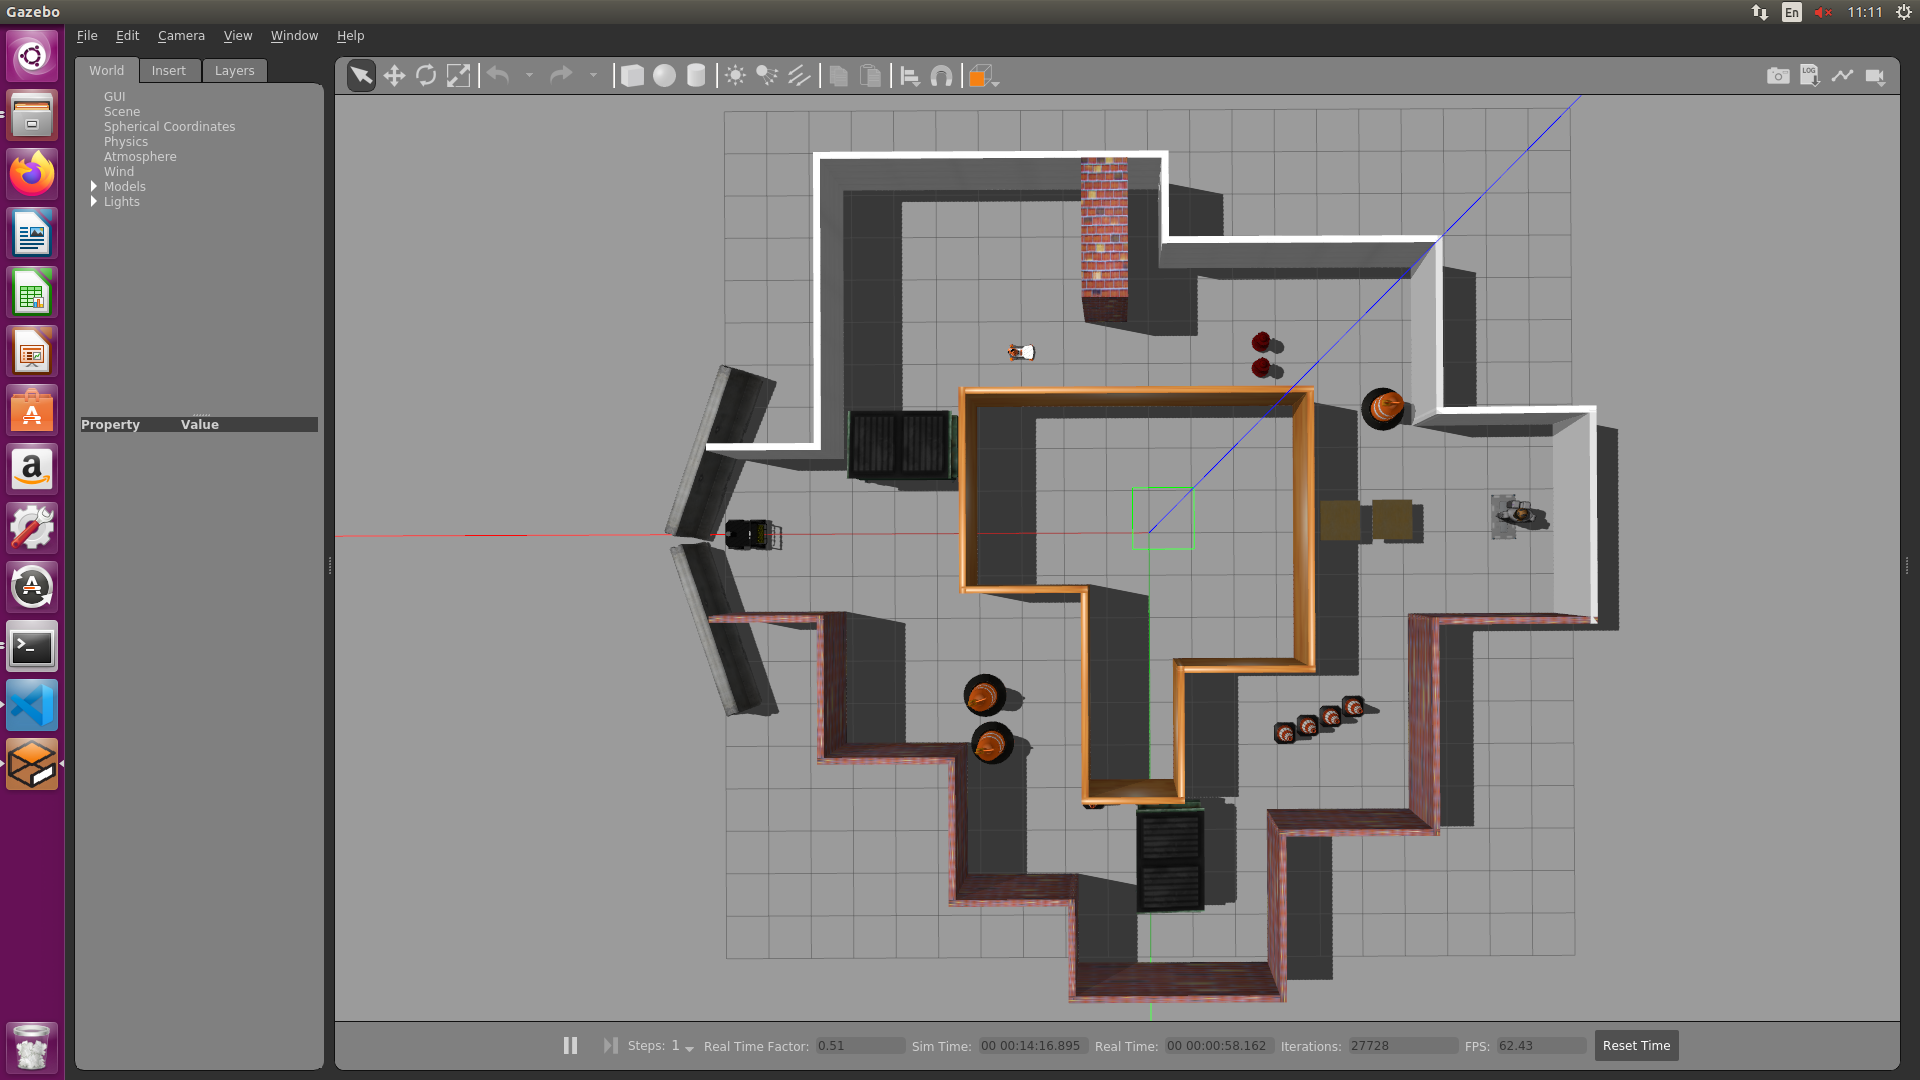 Gazebo
En
11:11
File Edit Camera View Window Help
World Insert Layers
GUI
Scene
Spherical Coordinates
Physics
Atmosphere
Wind
Models
Lights
Property Value
LOG
Steps: 1 Real Time Factor: 0.51 Sim Time: 00 00:14:16.895 Real Time: 00 00:00:58.162 Iterations: 27728 FPS: 62.43 Reset Time